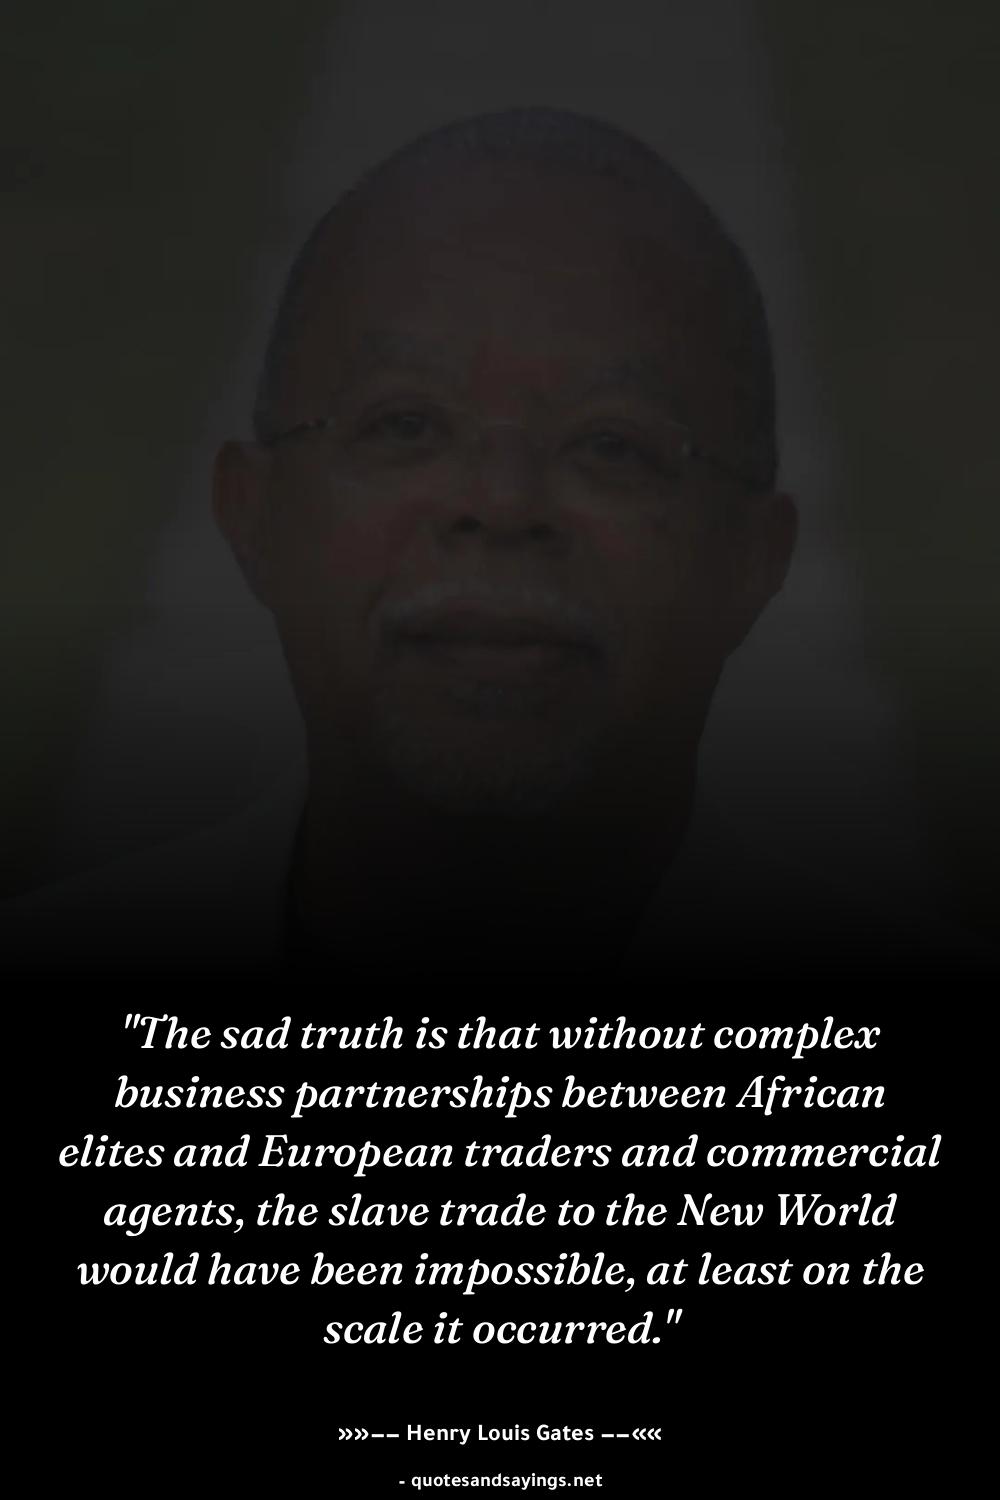 "The sad truth is that without complex
business partnerships between African
elites and European traders and commercial
agents, the slave trade to the New World
would have been impossible, at least on the
scale it occurred."
»»–– Henry Louis Gates ––««
- quotesandsayings.net